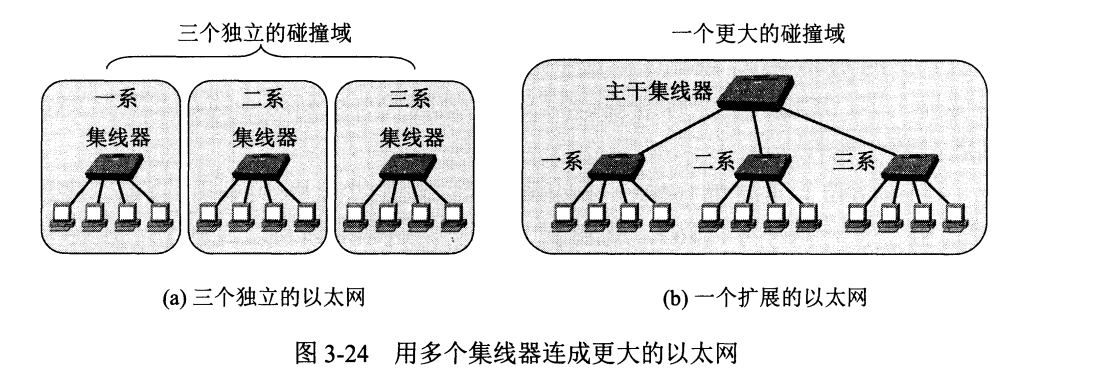 三个独立的碰撞域
一系
集线器
二系
集线器
三系
集线器
(a) 三个独立的以太网
一个更大的碰撞域
主干集线器
一系
二系
三系
(b) 一个扩展的以太网
图 3-24 用多个集线器连成更大的以太网